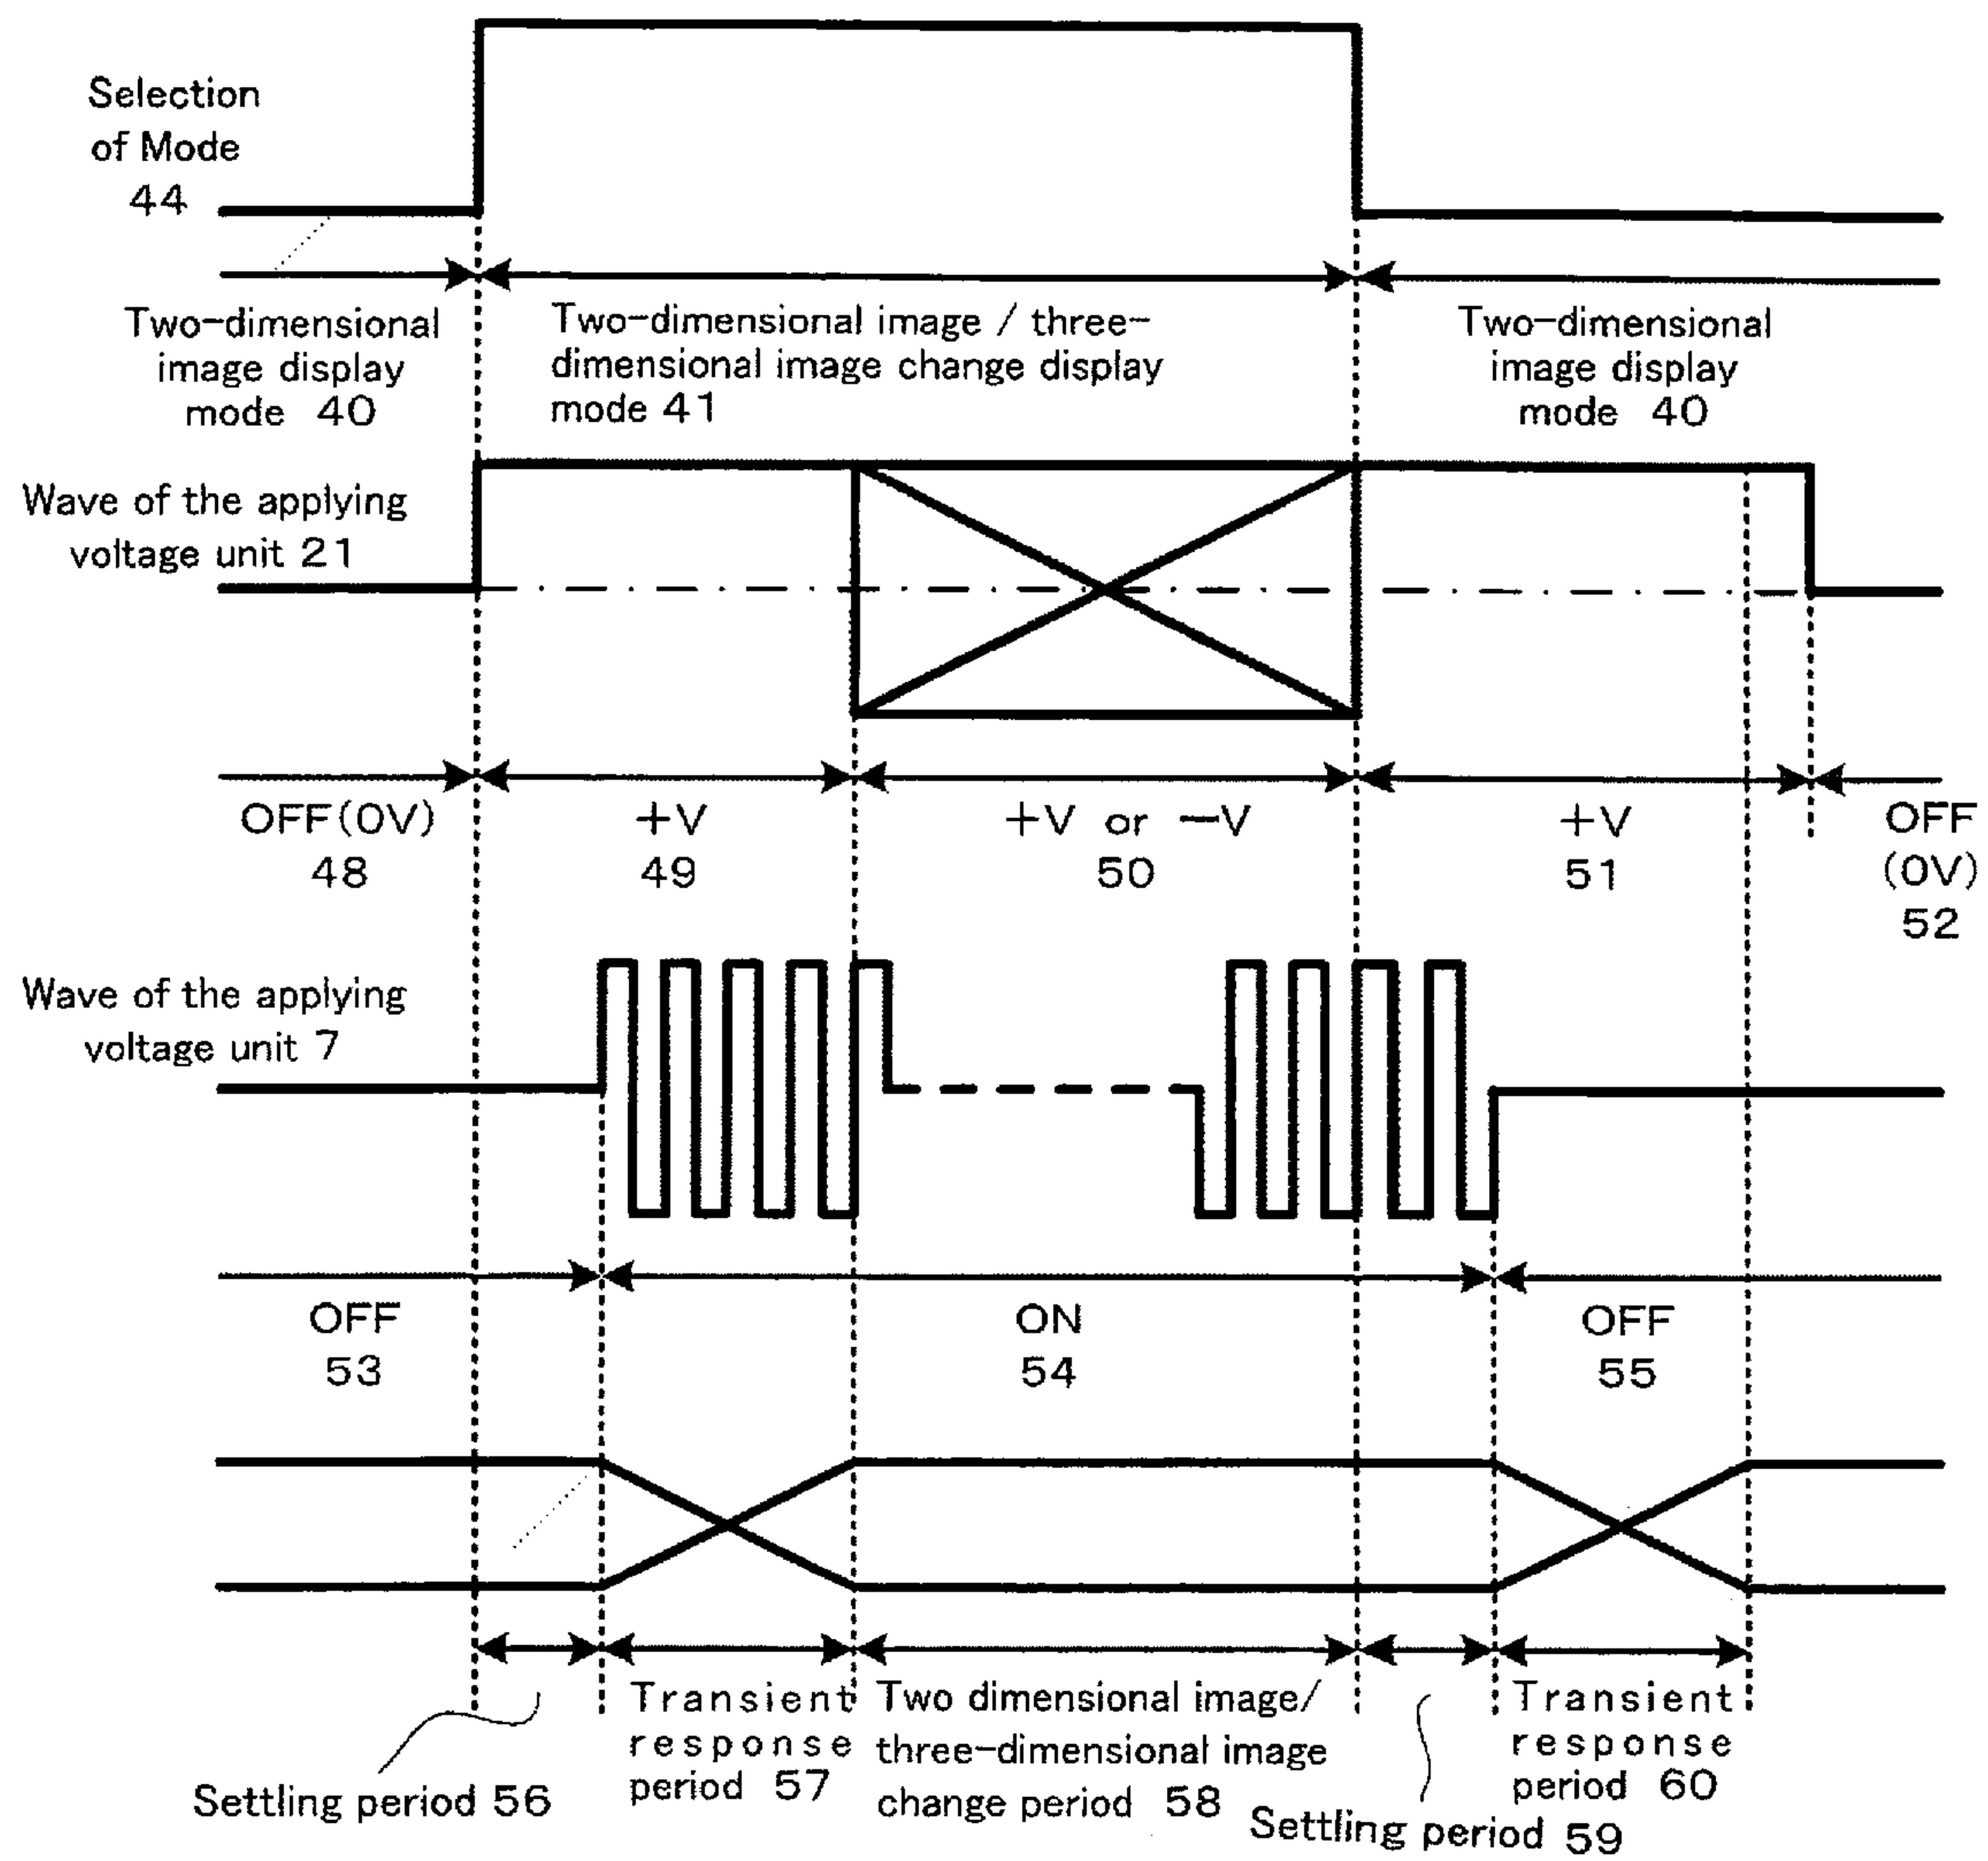 Selection
of Mode
44
Two-dimensional
image display
mode 40
Two-dimensional image / three-
dimensional image change display
mode 41
Two-dimensional
image display
mode 40
Wave of the applying
voltage unit 21
OFF(0V)
48
+V
49
+V or −V
50
+V
51
OFF
(0V)
52
Wave of the applying
voltage unit 7
OFF
53
ON
54
OFF
55
Settling period 56
Transient
response
period 57
Two dimensional image/
three-dimensional image
change period 58
Settling period 59
Transient
response
period 60